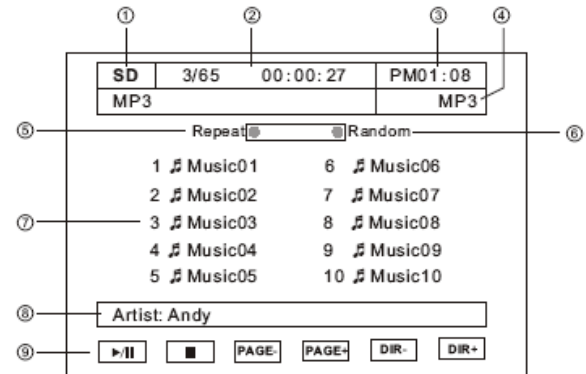 ① ② ③ ④
SD 3/65 00:00:27 PM01:08
MP3 MP3
⑤ Repeat Random ⑥
1 Music01 6 Music06
2 Music02 7 Music07
⑦ 3 Music03 8 Music08
4 Music04 9 Music09
5 Music05 10 Music10
⑧ Artist: Andy
⑨ PAGE- PAGE+ DIR- DIR+